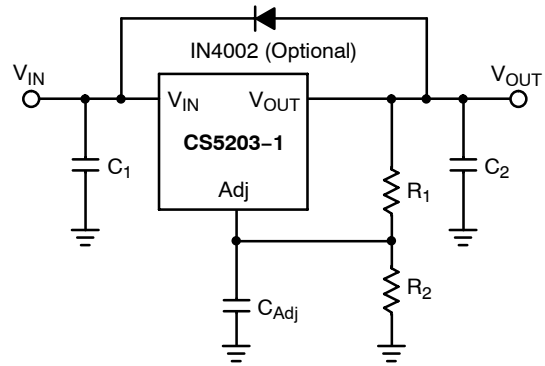 IN4002 (Optional)
VIN
VOUT
VIN
VOUT
CS5203−1
C1
C2
Adj
R1
R2
CAdj